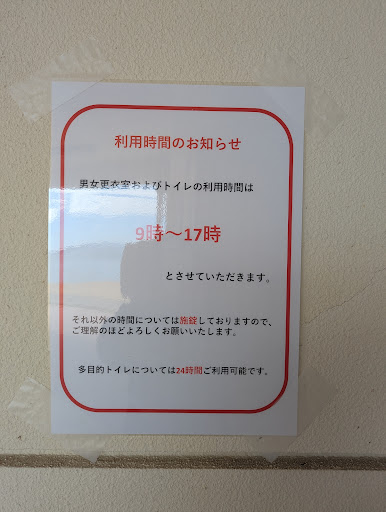 利用時間のお知らせ
男女更衣室およびトイレの利用時間は
9時～17時
とさせていただきます。
それ以外の時間については施錠しておりますので、
ご理解のほどよろしくお願いいたします。
多目的トイレについては24時間ご利用可能です。